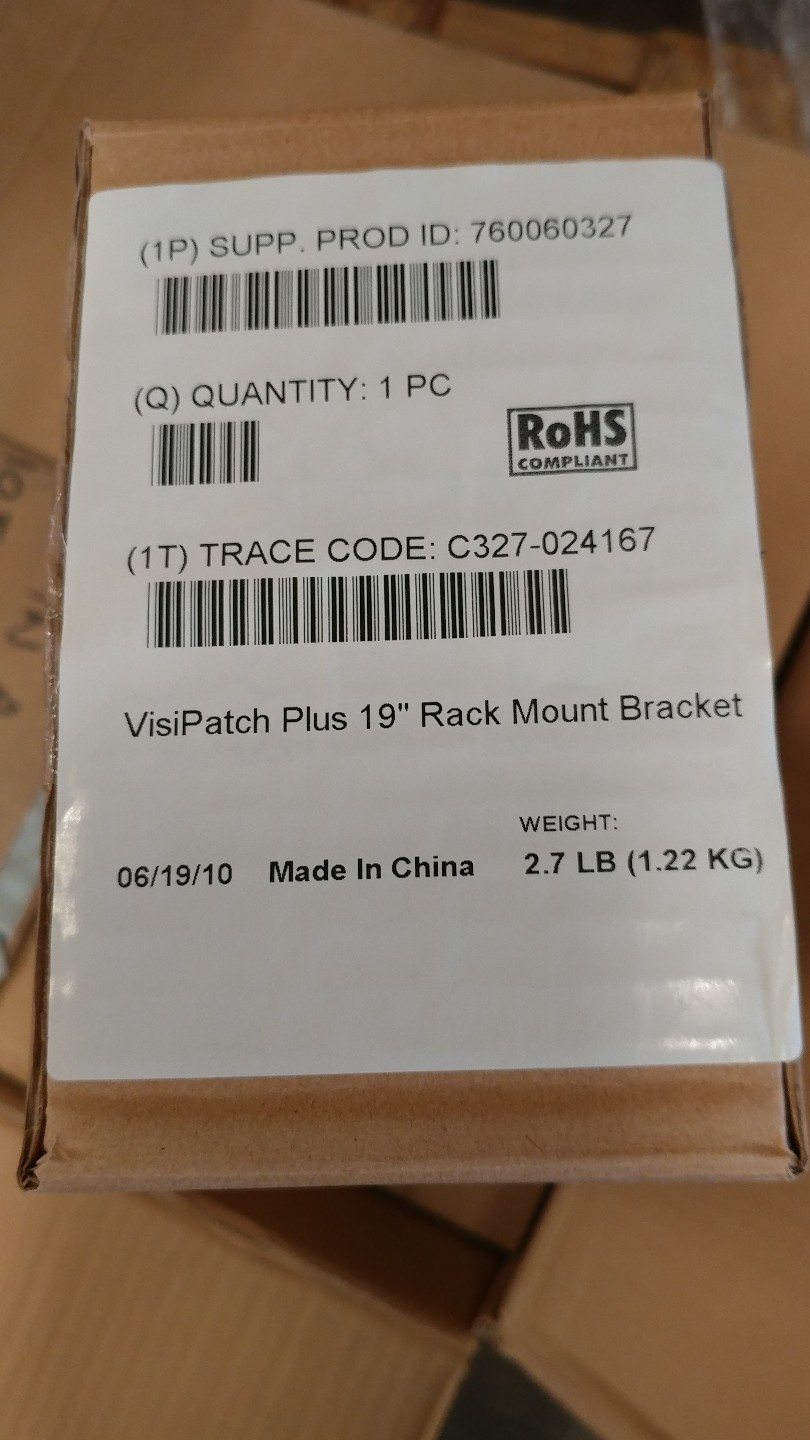 (1P) SUPP. PROD ID: 760060327
(Q) QUANTITY: 1 PC
RoHS
COMPLIANT
(1T) TRACE CODE: C327-024167
VisiPatch Plus 19" Rack Mount Bracket
WEIGHT:
06/19/10 Made In China 2.7 LB (1.22 KG)